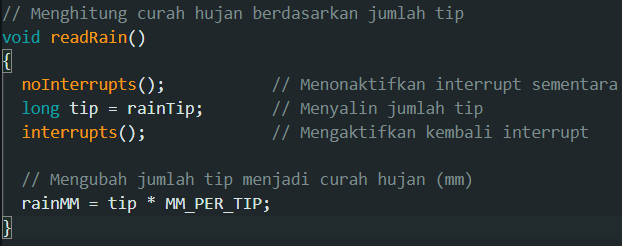 // Menghitung curah hujan berdasarkan jumlah tip
void readRain()
{
  noInterrupts();           // Menonaktifkan interrupt sementara
  long tip = rainTip;       // Menyalin jumlah tip
  interrupts();             // Mengaktifkan kembali interrupt

  // Mengubah jumlah tip menjadi curah hujan (mm)
  rainMM = tip * MM_PER_TIP;
}